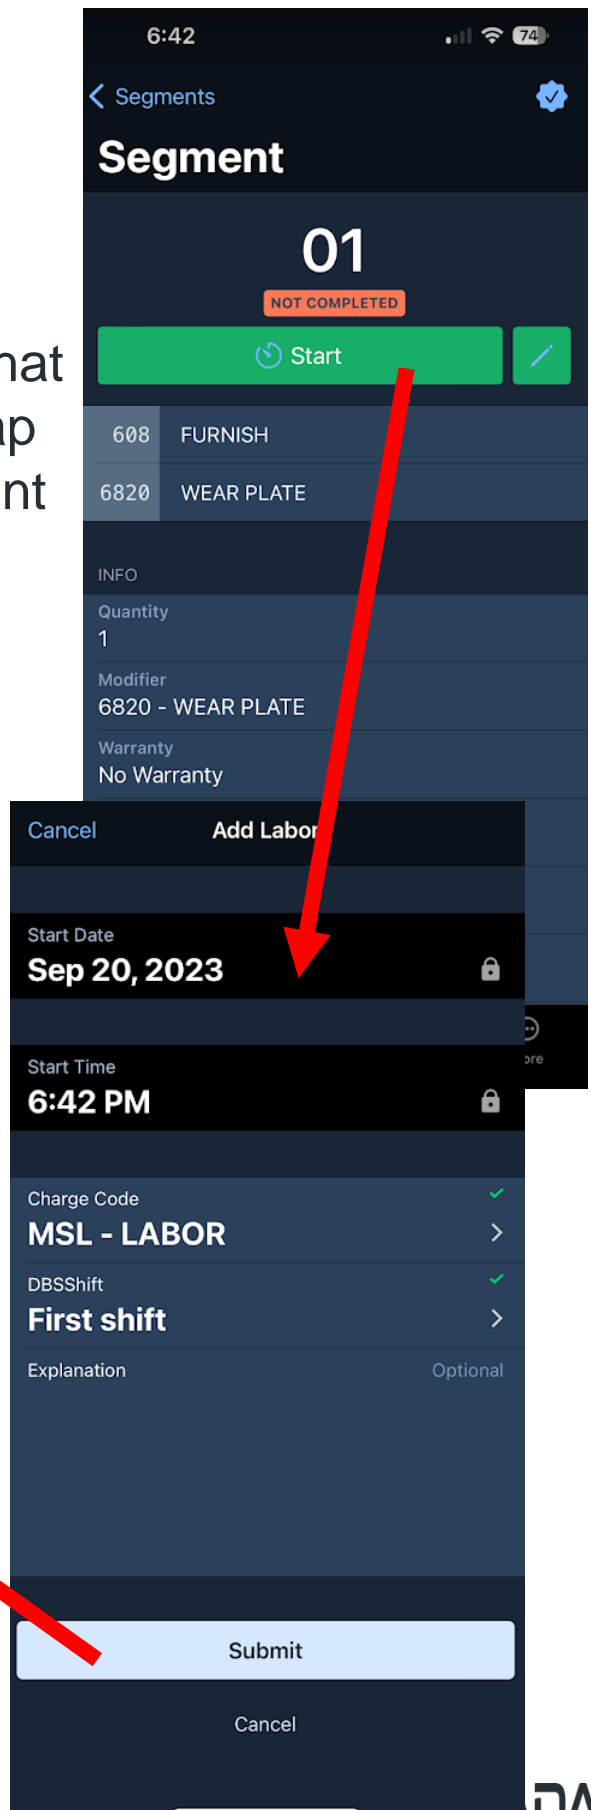 6:42
74
Segments
Segment
01
NOT COMPLETED
Start
608 FURNISH
6820 WEAR PLATE
INFO
Quantity
1
Modifier
6820 - WEAR PLATE
Warranty
No Warranty
Cancel Add Labor
Start Date
Sep 20, 2023
Start Time
6:42 PM
Charge Code
MSL - LABOR
DBSShift
First shift
Explanation Optional
Submit
Cancel